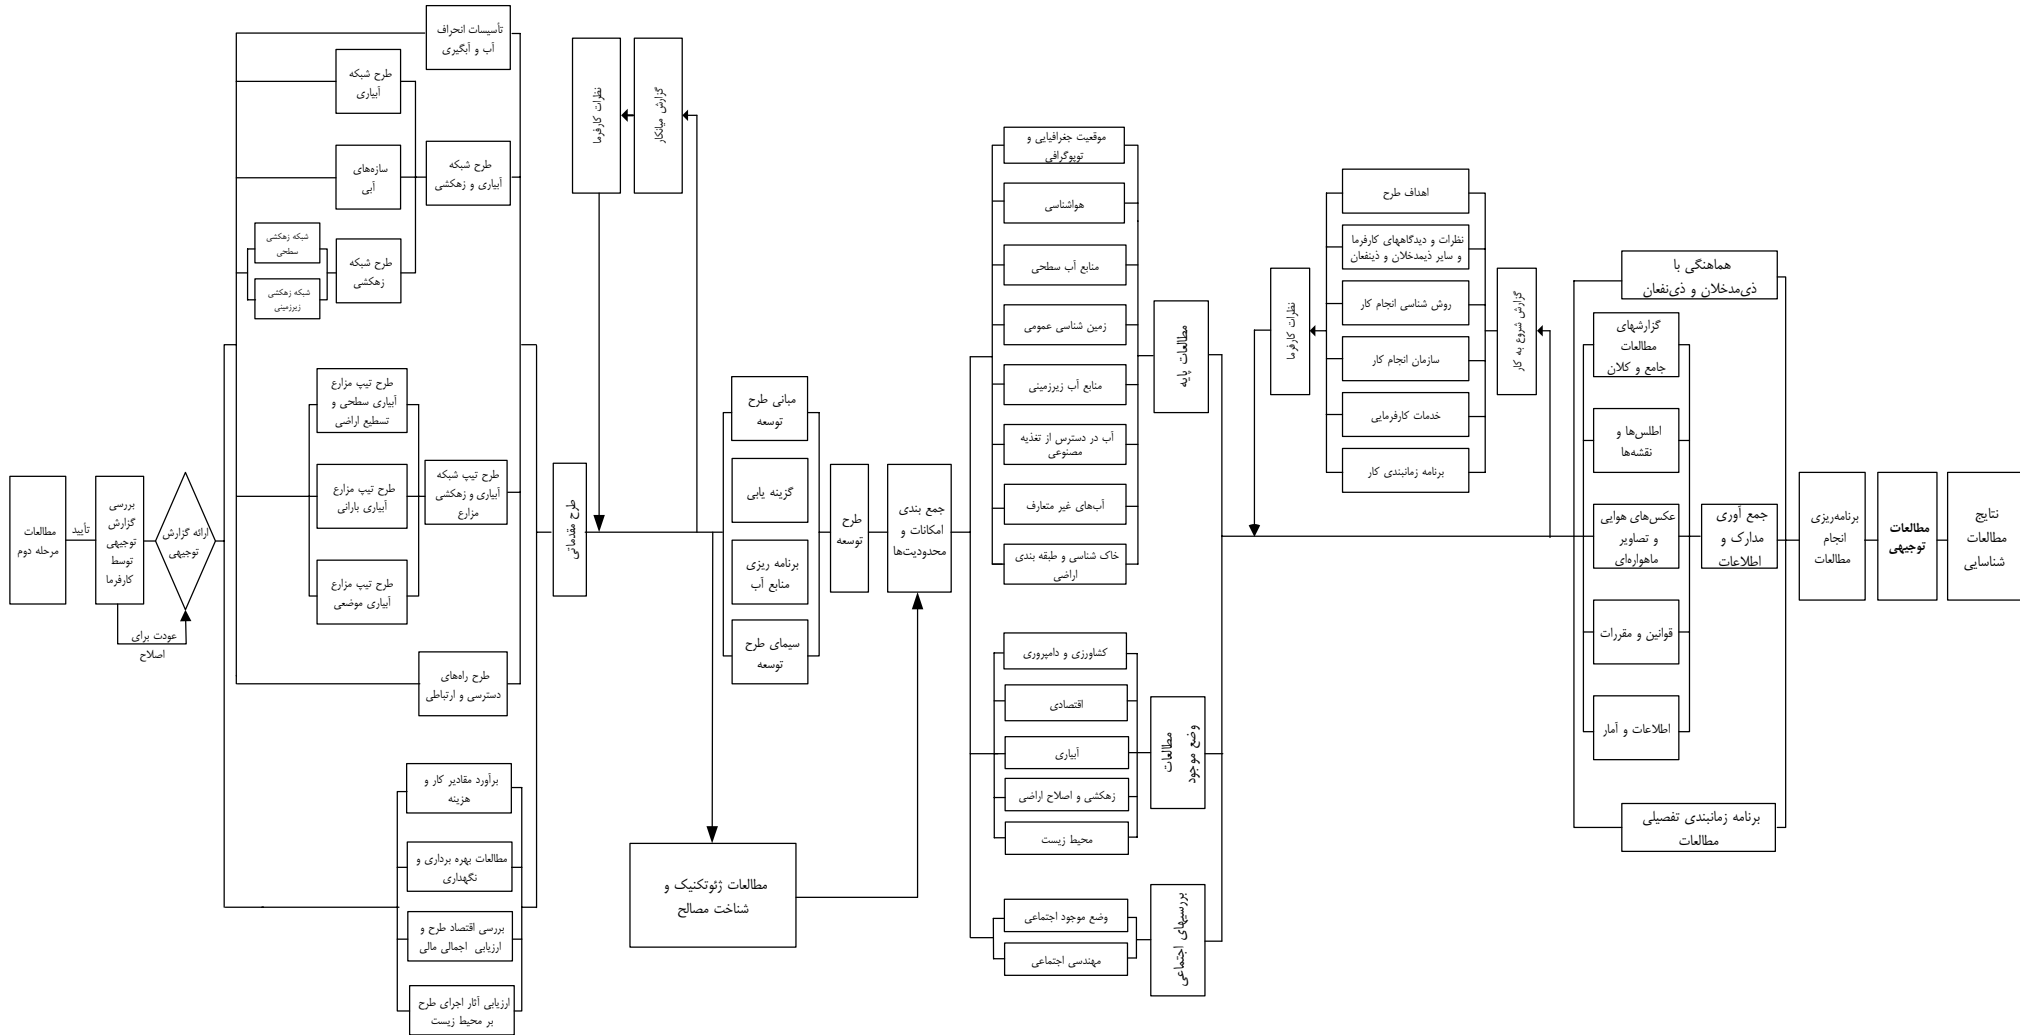 نتایج
مطالعات
شناسایی
مطالعات
توجیهی
برنامه‌ریزی
انجام
مطالعات
هماهنگی با
ذی‌مدخلان و ذی‌نفعان
جمع آوری
مدارک و
اطلاعات
گزارشهای
مطالعات
جامع و کلان
اطلس‌ها و
نقشه‌ها
عکس‌های هوایی
و تصاویر
ماهواره‌ای
قوانین و مقررات
اطلاعات و آمار
برنامه زمانبندی تفصیلی
مطالعات
گزارش شروع به کار
اهداف طرح
نظرات و دیدگاههای کارفرما
و سایر ذیمدخلان و ذینفعان
روش شناسی انجام کار
سازمان انجام کار
خدمات کارفرمایی
برنامه زمانبندی کار
نظرات کارفرما
مطالعات پایه
موقعیت جغرافیایی و
توپوگرافی
هواشناسی
منابع آب سطحی
زمین شناسی عمومی
منابع آب زیرزمینی
آب در دسترس از تغذیه
مصنوعی
آب‌های غیر متعارف
خاک شناسی و طبقه بندی
اراضی
مطالعات
وضع موجود
کشاورزی و دامپروری
اقتصادی
آبیاری
زهکشی و اصلاح اراضی
محیط زیست
بررسیهای اجتماعی
وضع موجود اجتماعی
مهندسی اجتماعی
جمع بندی
امکانات و
محدودیت‌ها
طرح
توسعه
مبانی طرح
توسعه
گزینه یابی
برنامه ریزی
منابع آب
سیمای طرح
توسعه
مطالعات ژئوتکنیک و
شناخت مصالح
گزارش میانکار
نظرات کارفرما
طرح مقدماتی
تأسیسات انحراف
آب و آبگیری
طرح شبکه
آبیاری و زهکشی
طرح شبکه
آبیاری
سازه‌های
آبی
طرح شبکه
زهکشی
شبکه زهکشی
سطحی
شبکه زهکشی
زیرزمینی
طرح تیپ شبکه
آبیاری و زهکشی
مزارع
طرح تیپ مزارع
آبیاری سطحی و
تسطیح اراضی
طرح تیپ مزارع
آبیاری بارانی
طرح تیپ مزارع
آبیاری موضعی
طرح راه‌های
دسترسی و ارتباطی
برآورد مقادیر کار و
هزینه
مطالعات بهره برداری و
نگهداری
بررسی اقتصاد طرح و
ارزیابی اجمالی مالی
ارزیابی آثار اجرای طرح
بر محیط زیست
ارائه گزارش
توجیهی
بررسی
گزارش
توجیهی
توسط
کارفرما
عودت برای
اصلاح
تأیید
مطالعات
مرحله دوم